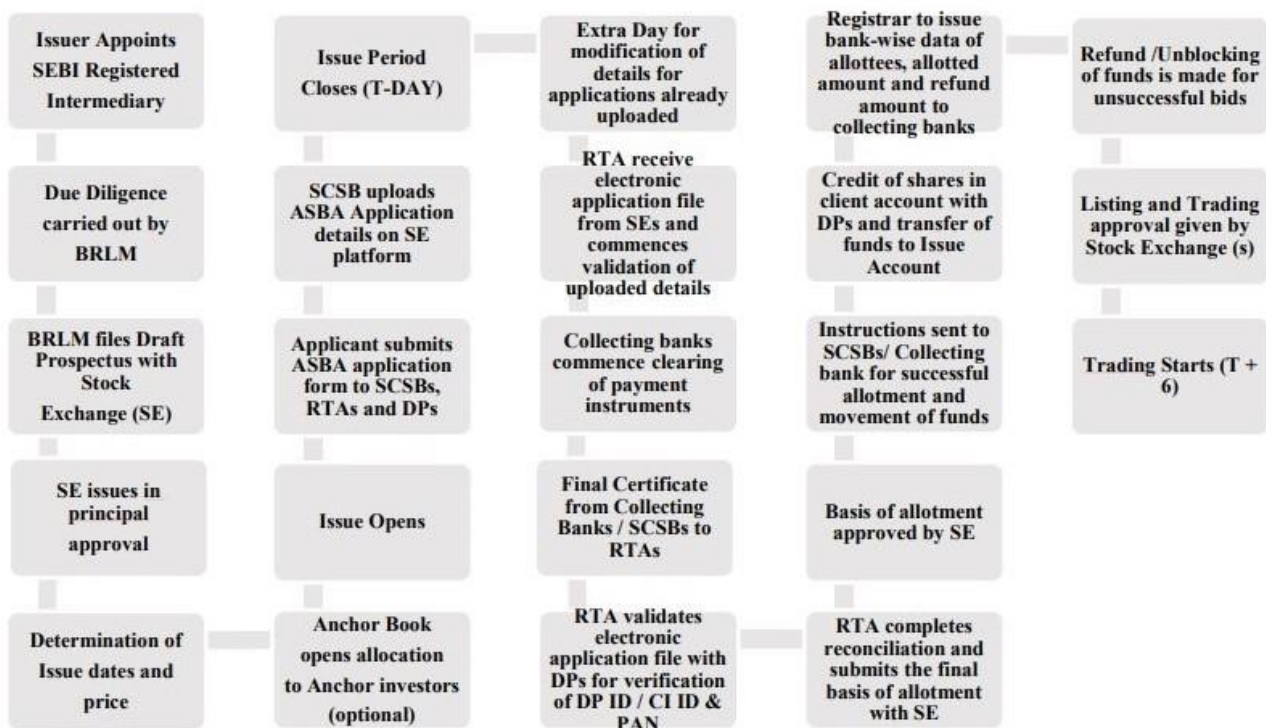 Issuer Appoints
SEBI Registered
Intermediary
Due Diligence
carried out by
BRLM
BRLM files Draft
Prospectus with
Stock
Exchange (SE)
SE issues in
principal
approval
Determination of
Issue dates and
price
Anchor Book
opens allocation
to Anchor investors
(optional)
Issue Opens
Applicant submits
ASBA application
form to SCSBs,
RTAs and DPs
SCSB uploads
ASBA Application
details on SE
platform
Issue Period
Closes (T-DAY)
Extra Day for
modification of
details for
applications already
uploaded
RTA receive
electronic
application file
from SEs and
commences
validation of
uploaded details
Collecting banks
commence clearing
of payment
instruments
Final Certificate
from Collecting
Banks / SCSBs to
RTAs
RTA validates
electronic
application file with
DPs for verification
of DP ID / CI ID &
PAN
RTA completes
reconciliation and
submits the final
basis of allotment
with SE
Basis of allotment
approved by SE
Instructions sent to
SCSBs/ Collecting
bank for successful
allotment and
movement of funds
Credit of shares in
client account with
DPs and transfer of
funds to Issue
Account
Registrar to issue
bank-wise data of
allottees, allotted
amount and refund
amount to
collecting banks
Refund /Unblocking
of funds is made for
unsuccessful bids
Listing and Trading
approval given by
Stock Exchange (s)
Trading Starts (T +
6)